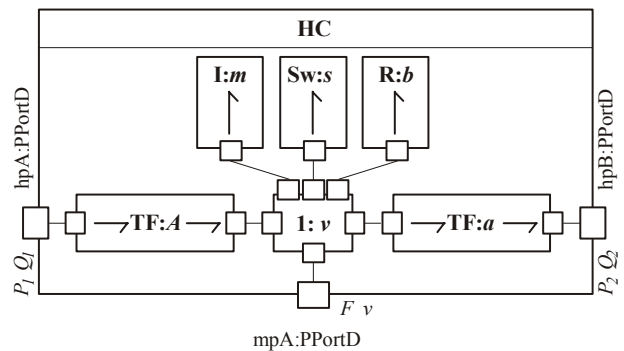 HC
I:m
Sw:s
R:b
hpA:PPortD
hpB:PPortD
TF:A
1: v
TF:a
P1 Q1
P2 Q2
F v
mpA:PPortD